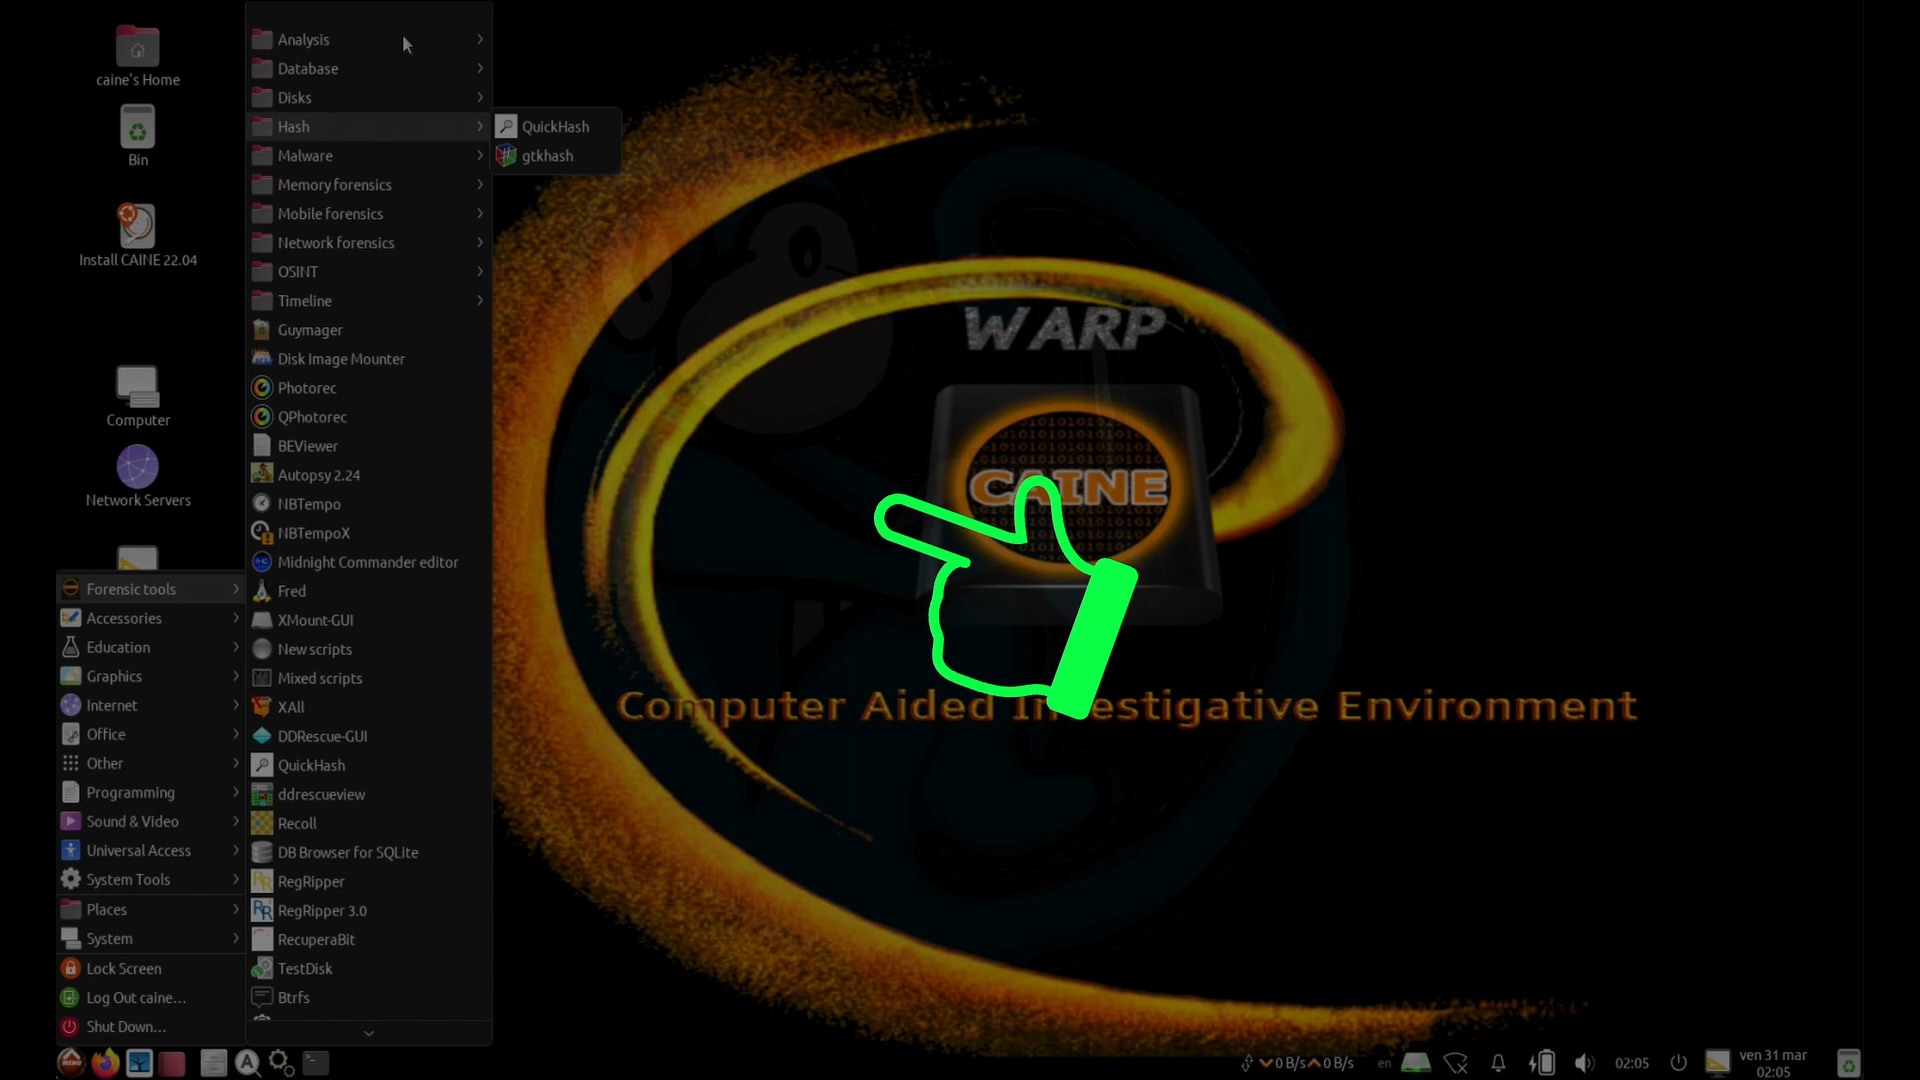 caine's Home
Bin
Install CAINE 22.04
Computer
Network Servers
Analysis
Database
Disks
Hash
Malware
Memory forensics
Mobile forensics
Network forensics
OSINT
Timeline
Guymager
Disk Image Mounter
Photorec
QPhotorec
BEViewer
Autopsy 2.24
NBTempo
NBTempoX
Midnight Commander editor
Fred
XMount-GUI
New scripts
Mixed scripts
XAll
DDRescue-GUI
QuickHash
ddrescueview
Recoll
DB Browser for SQLite
RegRipper
RegRipper 3.0
RecuperaBit
TestDisk
Btrfs
QuickHash
gtkhash
Forensic tools
Accessories
Education
Graphics
Internet
Office
Other
Programming
Sound & Video
Universal Access
System Tools
Places
System
Lock Screen
Log Out caine...
Shut Down...
WARP
CAINE
Computer Aided Investigative Environment
MENU
0 B/s 0 B/s
en
02:05
ven 31 mar
02:05